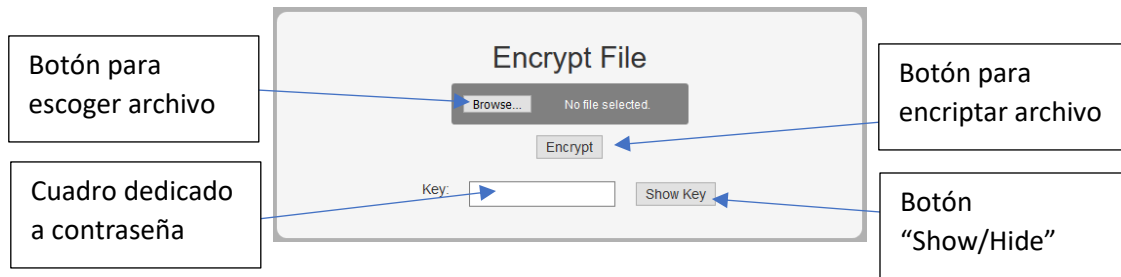 Encrypt File
Botón para
escoger archivo
Browse...
No file selected.
Botón para
encriptar archivo
Encrypt
Cuadro dedicado
a contraseña
Key:
Show Key
Botón
“Show/Hide”